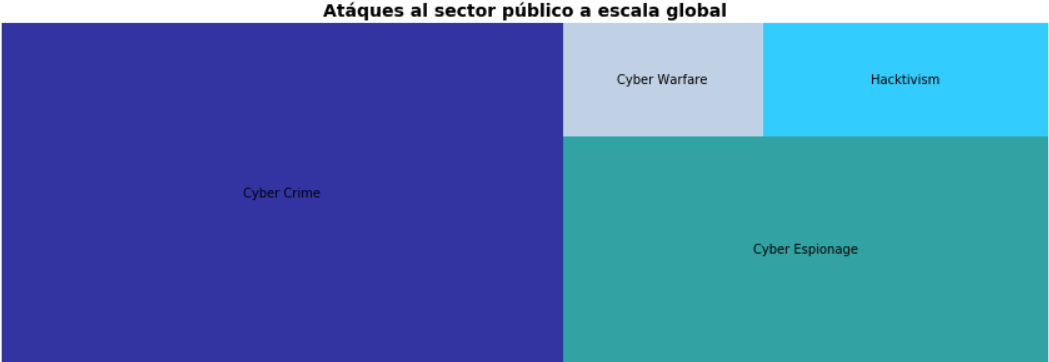 Atáques al sector público a escala global
Cyber Warfare
Hacktivism
Cyber Crime
Cyber Espionage